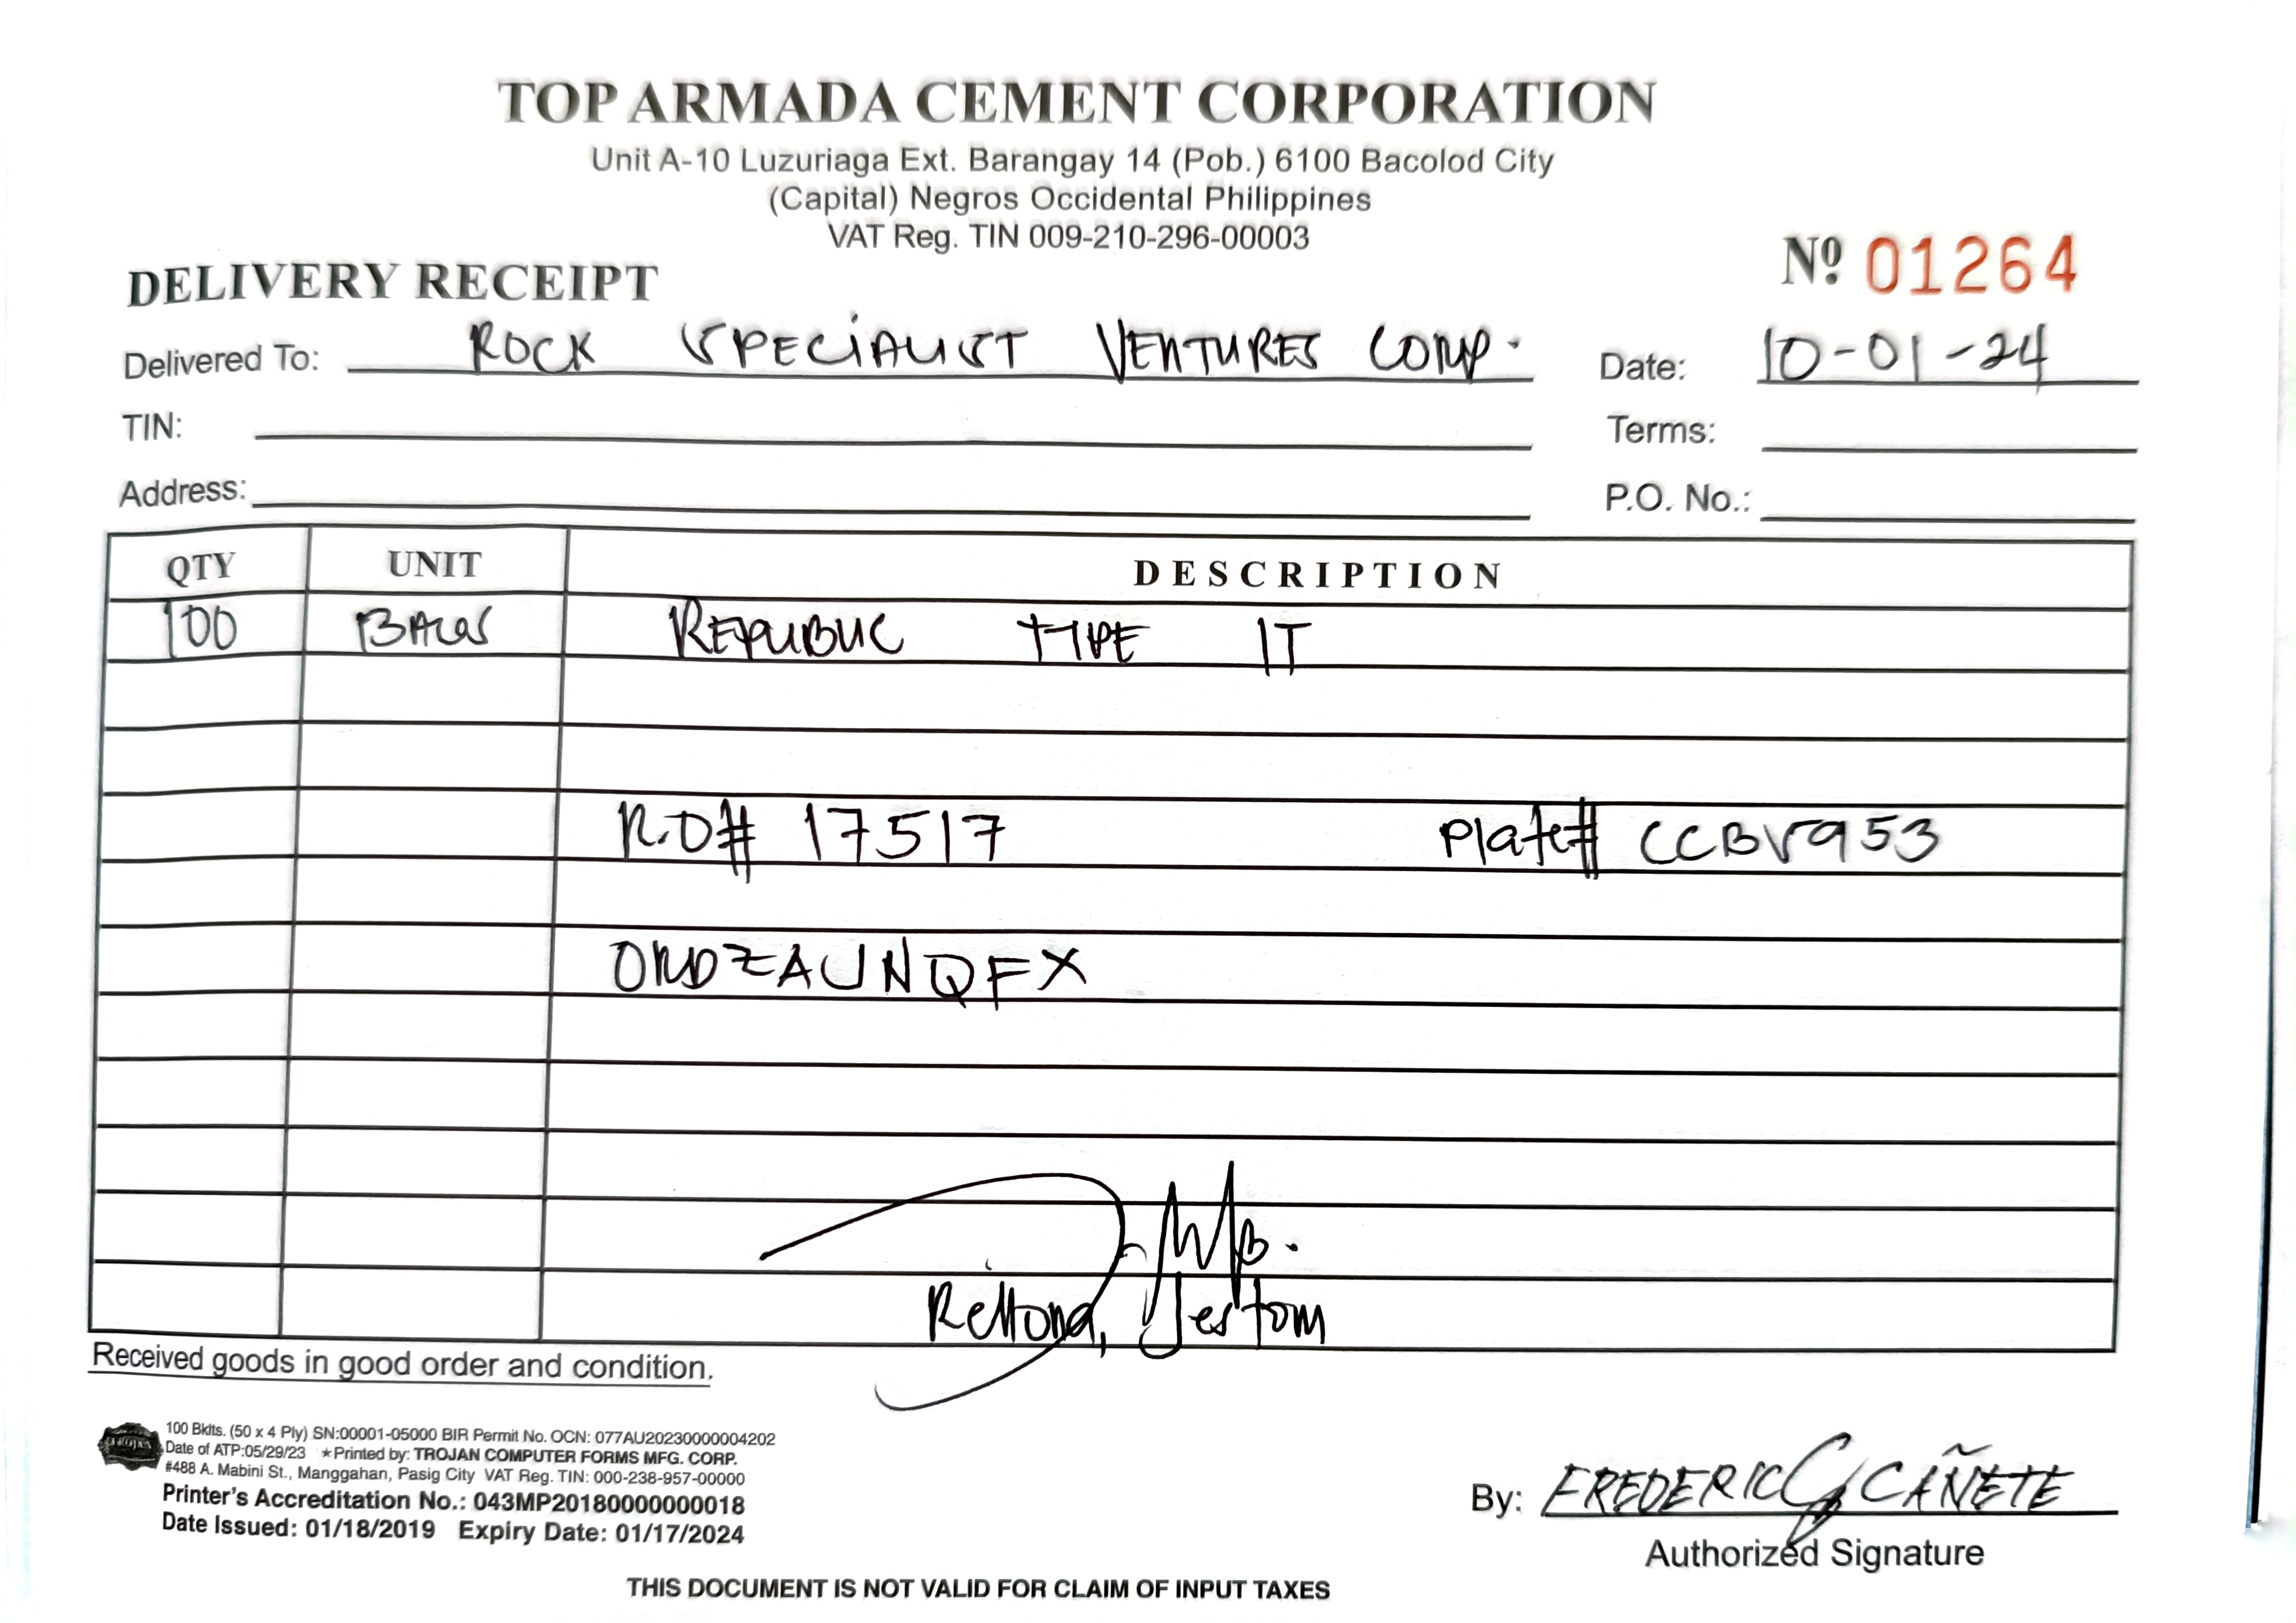 TOP ARMADA CEMENT CORPORATION
Unit A-10 Luzuriaga Ext. Barangay 14 (Pob.) 6100 Bacolod City
(Capital) Negros Occidental Philippines
VAT Reg. TIN 009-210-296-00003
Nº 01264
DELIVERY RECEIPT
Delivered To: ROCK SPECIALIST VENTURES CORP. Date: 10-01-24
TIN: Terms:
Address: P.O. No.:
QTY UNIT DESCRIPTION
100 BAGS REPUBLIC TYPE 1T
R.O# 17517 Plate# CCBV953
ORDZAUNQFX
Jestom
Received goods in good order and condition.
TROJAN
100 Bklts. (50 x 4 Ply) SN:00001-05000 BIR Permit No. OCN: 077AU20230000004202
Date of ATP:05/29/23 *Printed by: TROJAN COMPUTER FORMS MFG. CORP.
#488 A. Mabini St., Manggahan, Pasig City VAT Reg. TIN: 000-238-957-00000
Printer's Accreditation No.: 043MP20180000000018
Date Issued: 01/18/2019 Expiry Date: 01/17/2024
By: FREDERIC G CAÑETE
Authorized Signature
THIS DOCUMENT IS NOT VALID FOR CLAIM OF INPUT TAXES